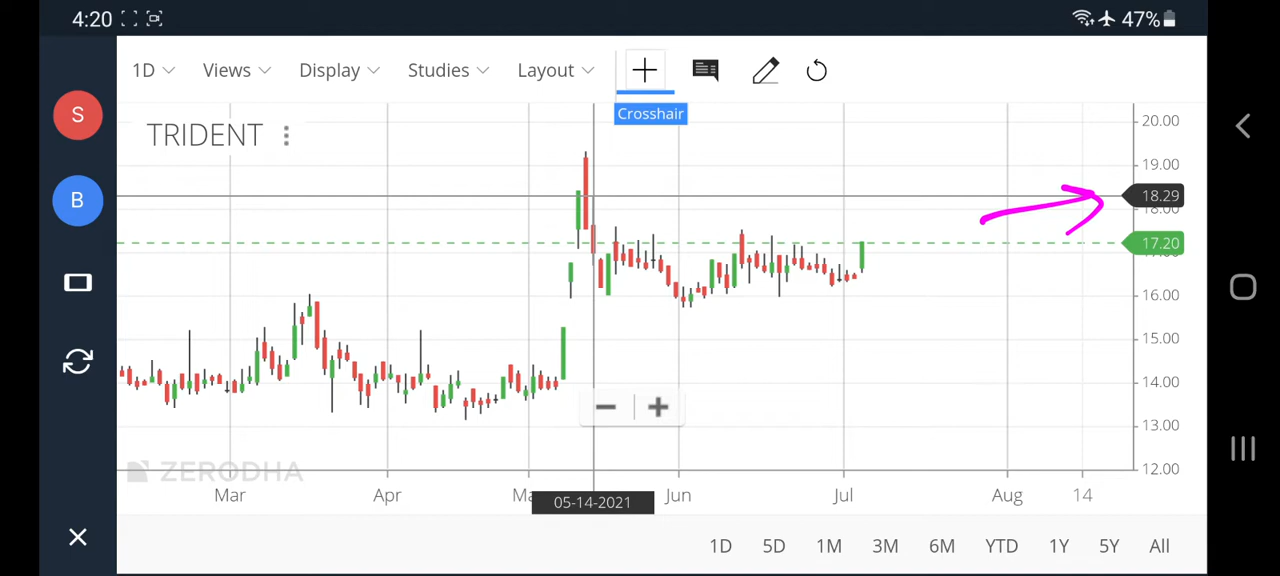 4:20 47%
1D Views Display Studies Layout
Crosshair
S
B
TRIDENT
20.00
19.00
18.29
18.00
17.20
16.00
15.00
14.00
13.00
12.00
ZERODHA
Mar Apr Jun Jul Aug 14
05-14-2021
1D 5D 1M 3M 6M YTD 1Y 5Y All